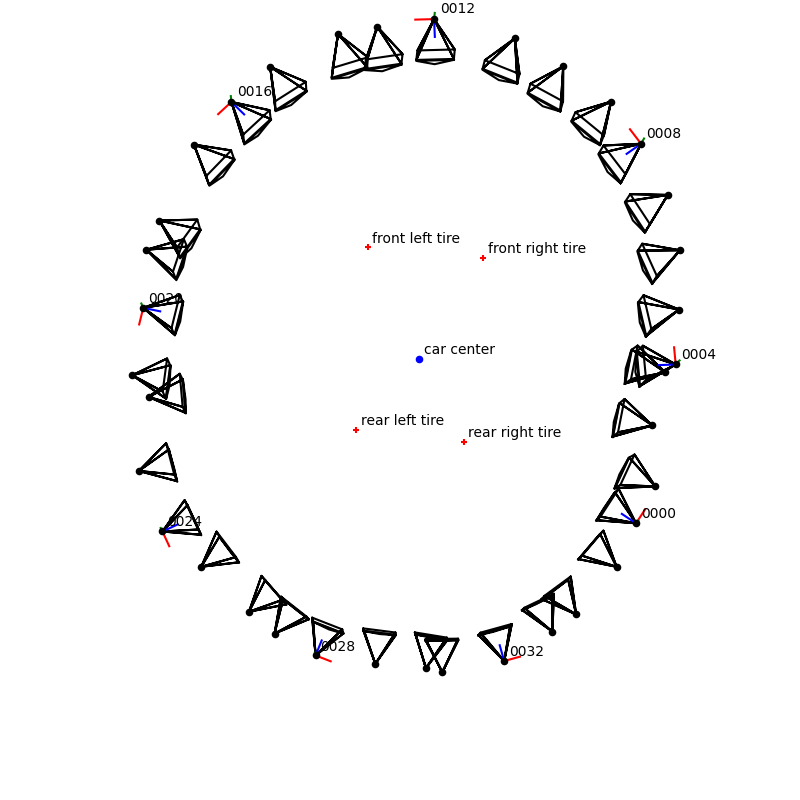 0012
0016
0008
front left tire
front right tire
0020
car center
0004
rear left tire
rear right tire
0024
0000
0028
0032